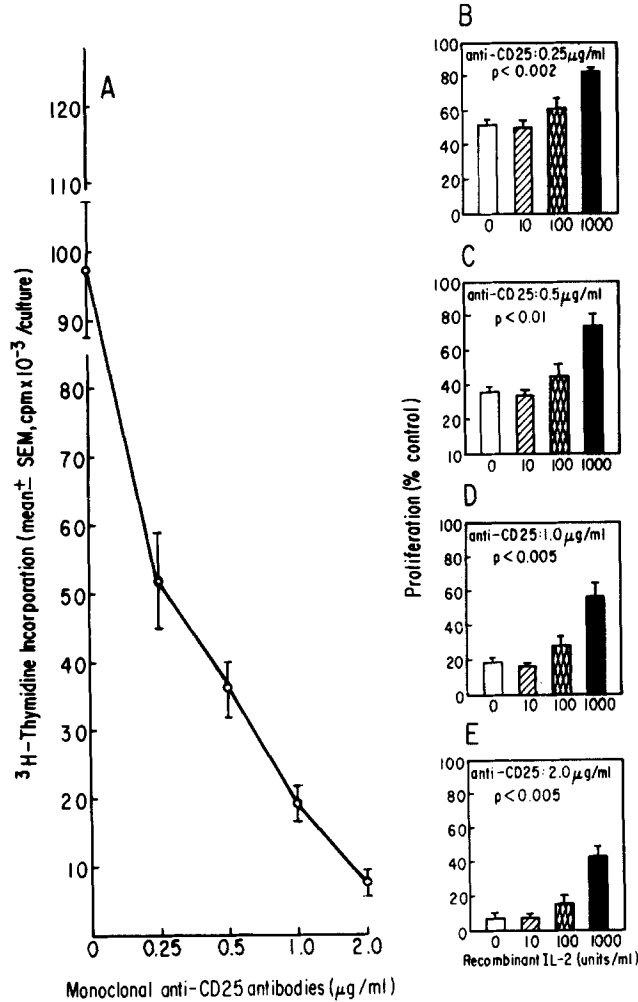 A
120
110
100
90
80
70
60
50
40
30
20
10
0 0.25 0.5 1.0 2.0
³H-Thymidine Incorporation (mean± SEM, cpm x 10⁻³ /culture)
Monoclonal anti-CD25 antibodies (μg/ml)
Proliferation (% control)
B
anti-CD25:0.25μg/ml
p< 0.002
100
80
60
40
20
0
0 10 100 1000
C
anti-CD25:0.5μg/ml
p<0.01
100
80
60
40
10
0 10 100 1000
D
anti-CD25:1.0μg/ml
p<0.005
100
80
60
40
20
0
0 10 100 1000
E
anti-CD25:2.0μg/ml
p<0.005
100
80
60
40
20
0
0 10 100 1000
Recombinant IL-2 (units/ml)